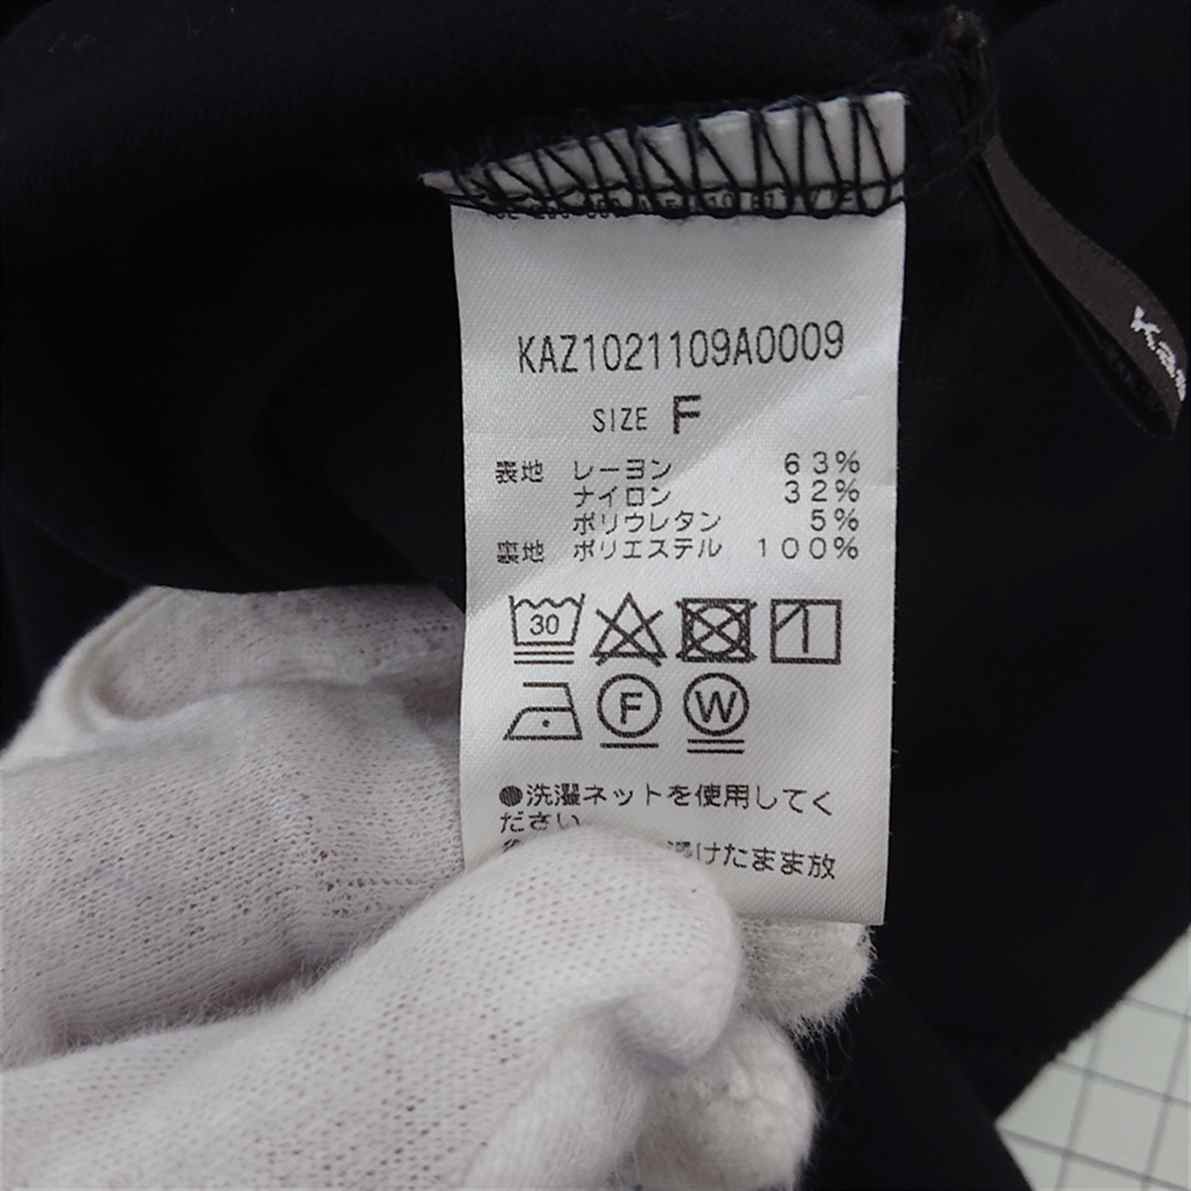 KAZ1021109A0009
SIZE F
表地 レーヨン 63%
ナイロン 32%
ポリウレタン 5%
裏地 ポリエステル 100%
30
F W
●洗濯ネットを使用してく
ださい
けたまま放